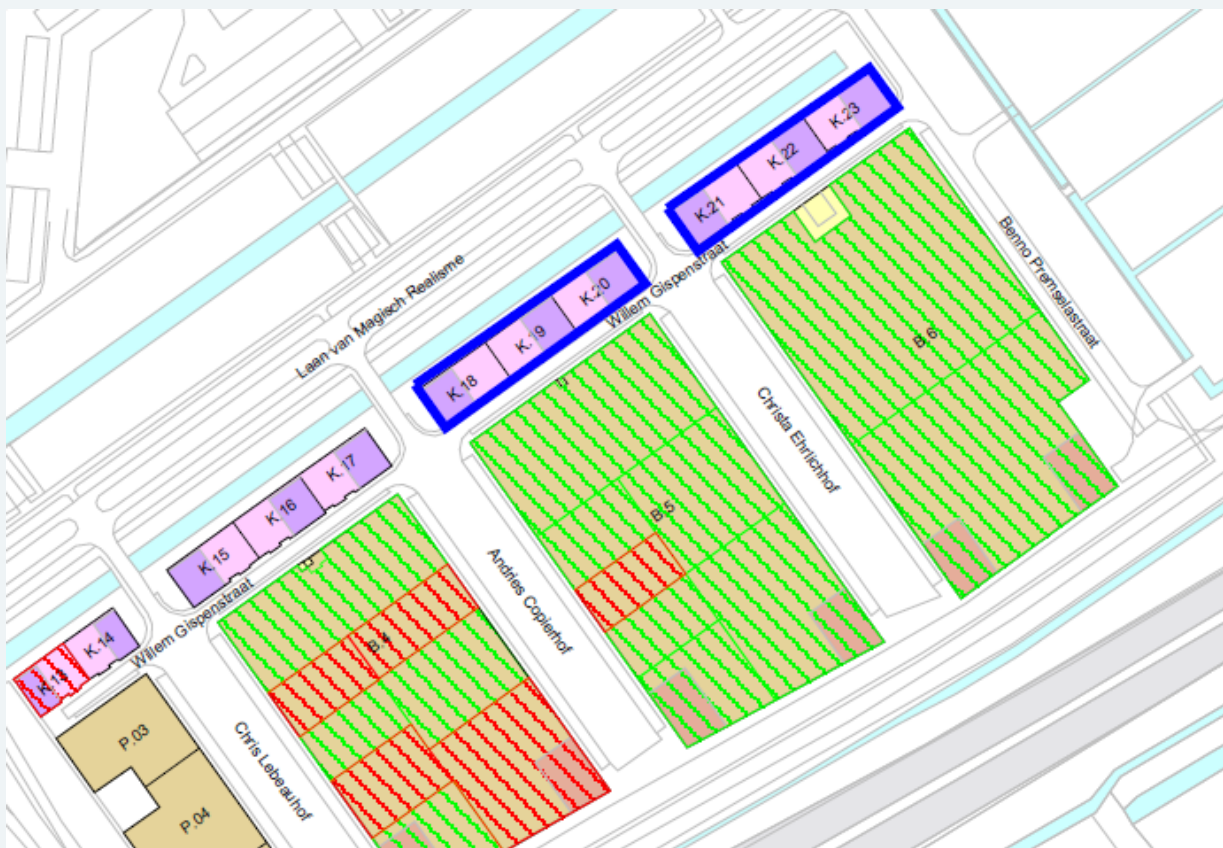 K.23
K.22
K.21
Benno Premselastraat
Willem Gispenstraat
Laan van Magisch Realisme
K.20
K.19
K.18
B.6
Christa Ehrlichhof
K.17
K.16
K.15
B.5
Andries Copierhof
Willem Gispenstraat
K.14
K.13
B.4
P.03
Chris Lebeauhof
P.04